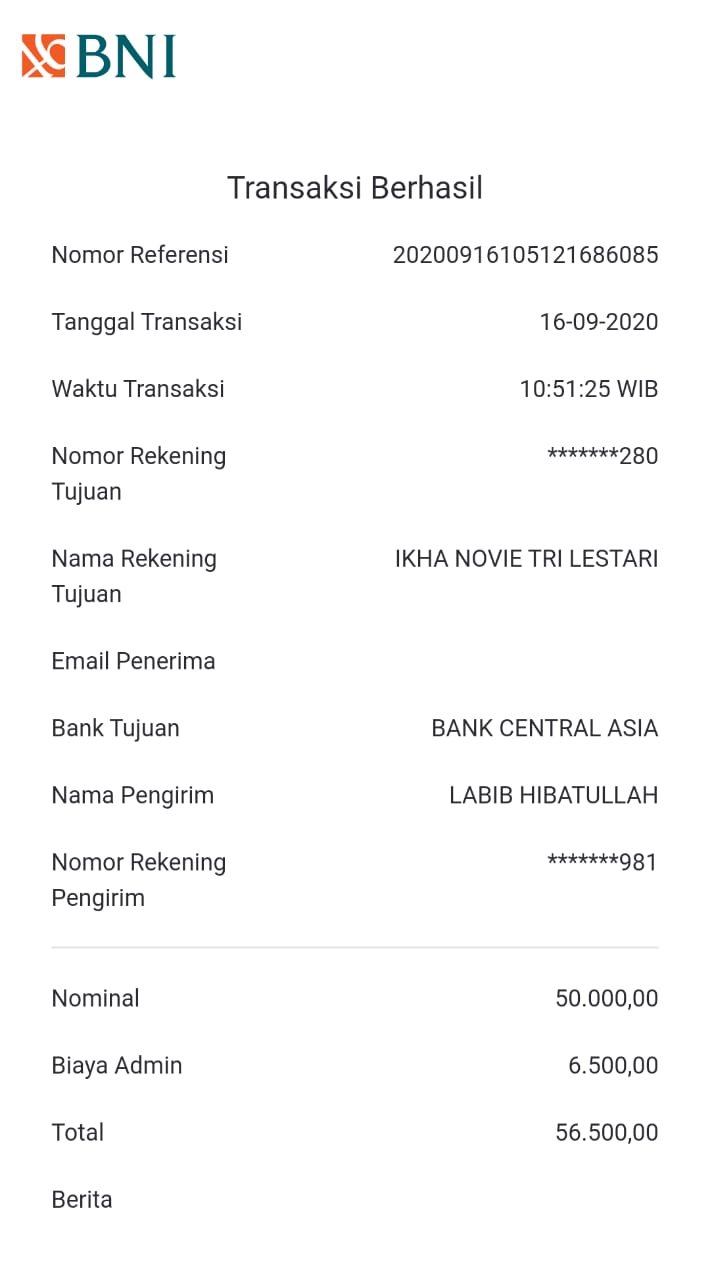 BNI
Transaksi Berhasil
Nomor Referensi 20200916105121686085
Tanggal Transaksi 16-09-2020
Waktu Transaksi 10:51:25 WIB
Nomor Rekening *******280
Tujuan
Nama Rekening IKHA NOVIE TRI LESTARI
Tujuan
Email Penerima
Bank Tujuan BANK CENTRAL ASIA
Nama Pengirim LABIB HIBATULLAH
Nomor Rekening *******981
Pengirim
Nominal 50.000,00
Biaya Admin 6.500,00
Total 56.500,00
Berita